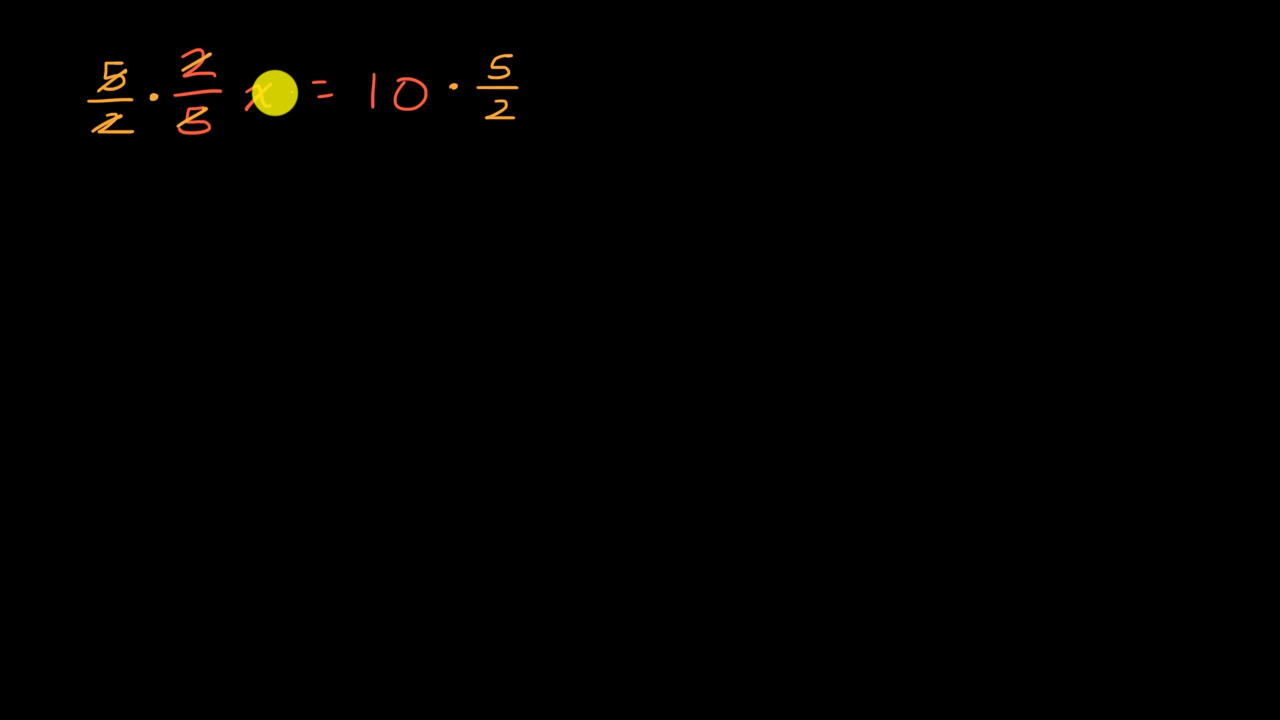 5/2 · 2/5 x = 10 · 5/2